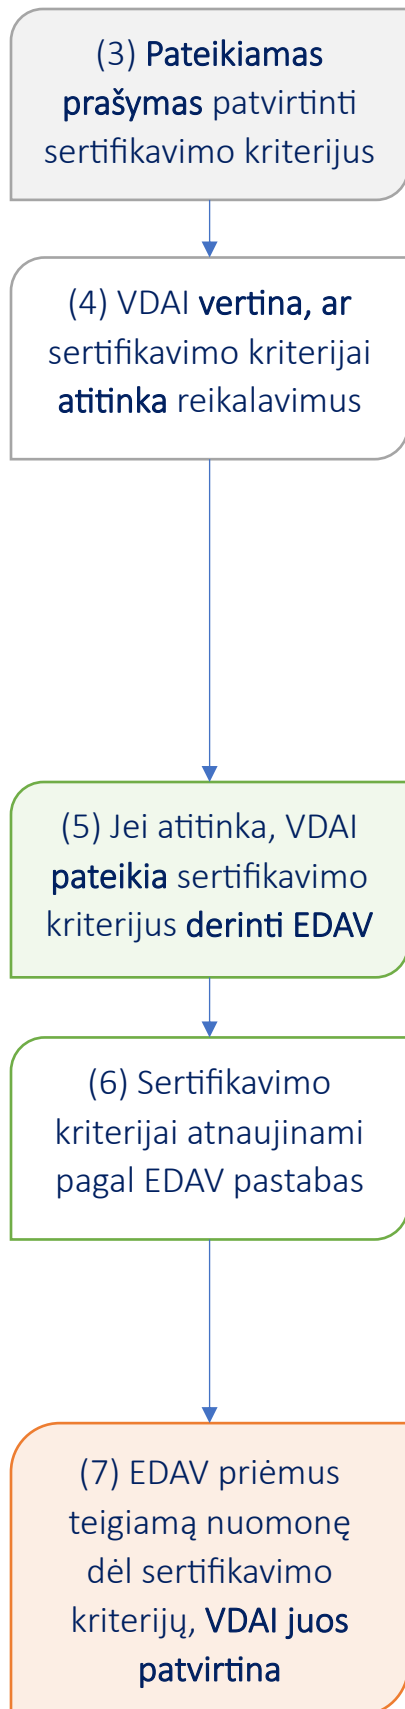 (3) Pateikiamas
prašymas patvirtinti
sertifikavimo kriterijus
(4) VDAI vertina, ar
sertifikavimo kriterijai
atitinka reikalavimus
(5) Jei atitinka, VDAI
pateikia sertifikavimo
kriterijus derinti EDAV
(6) Sertifikavimo
kriterijai atnaujinami
pagal EDAV pastabas
(7) EDAV priėmus
teigiamą nuomonę
dėl sertifikavimo
kriterijų, VDAI juos
patvirtina